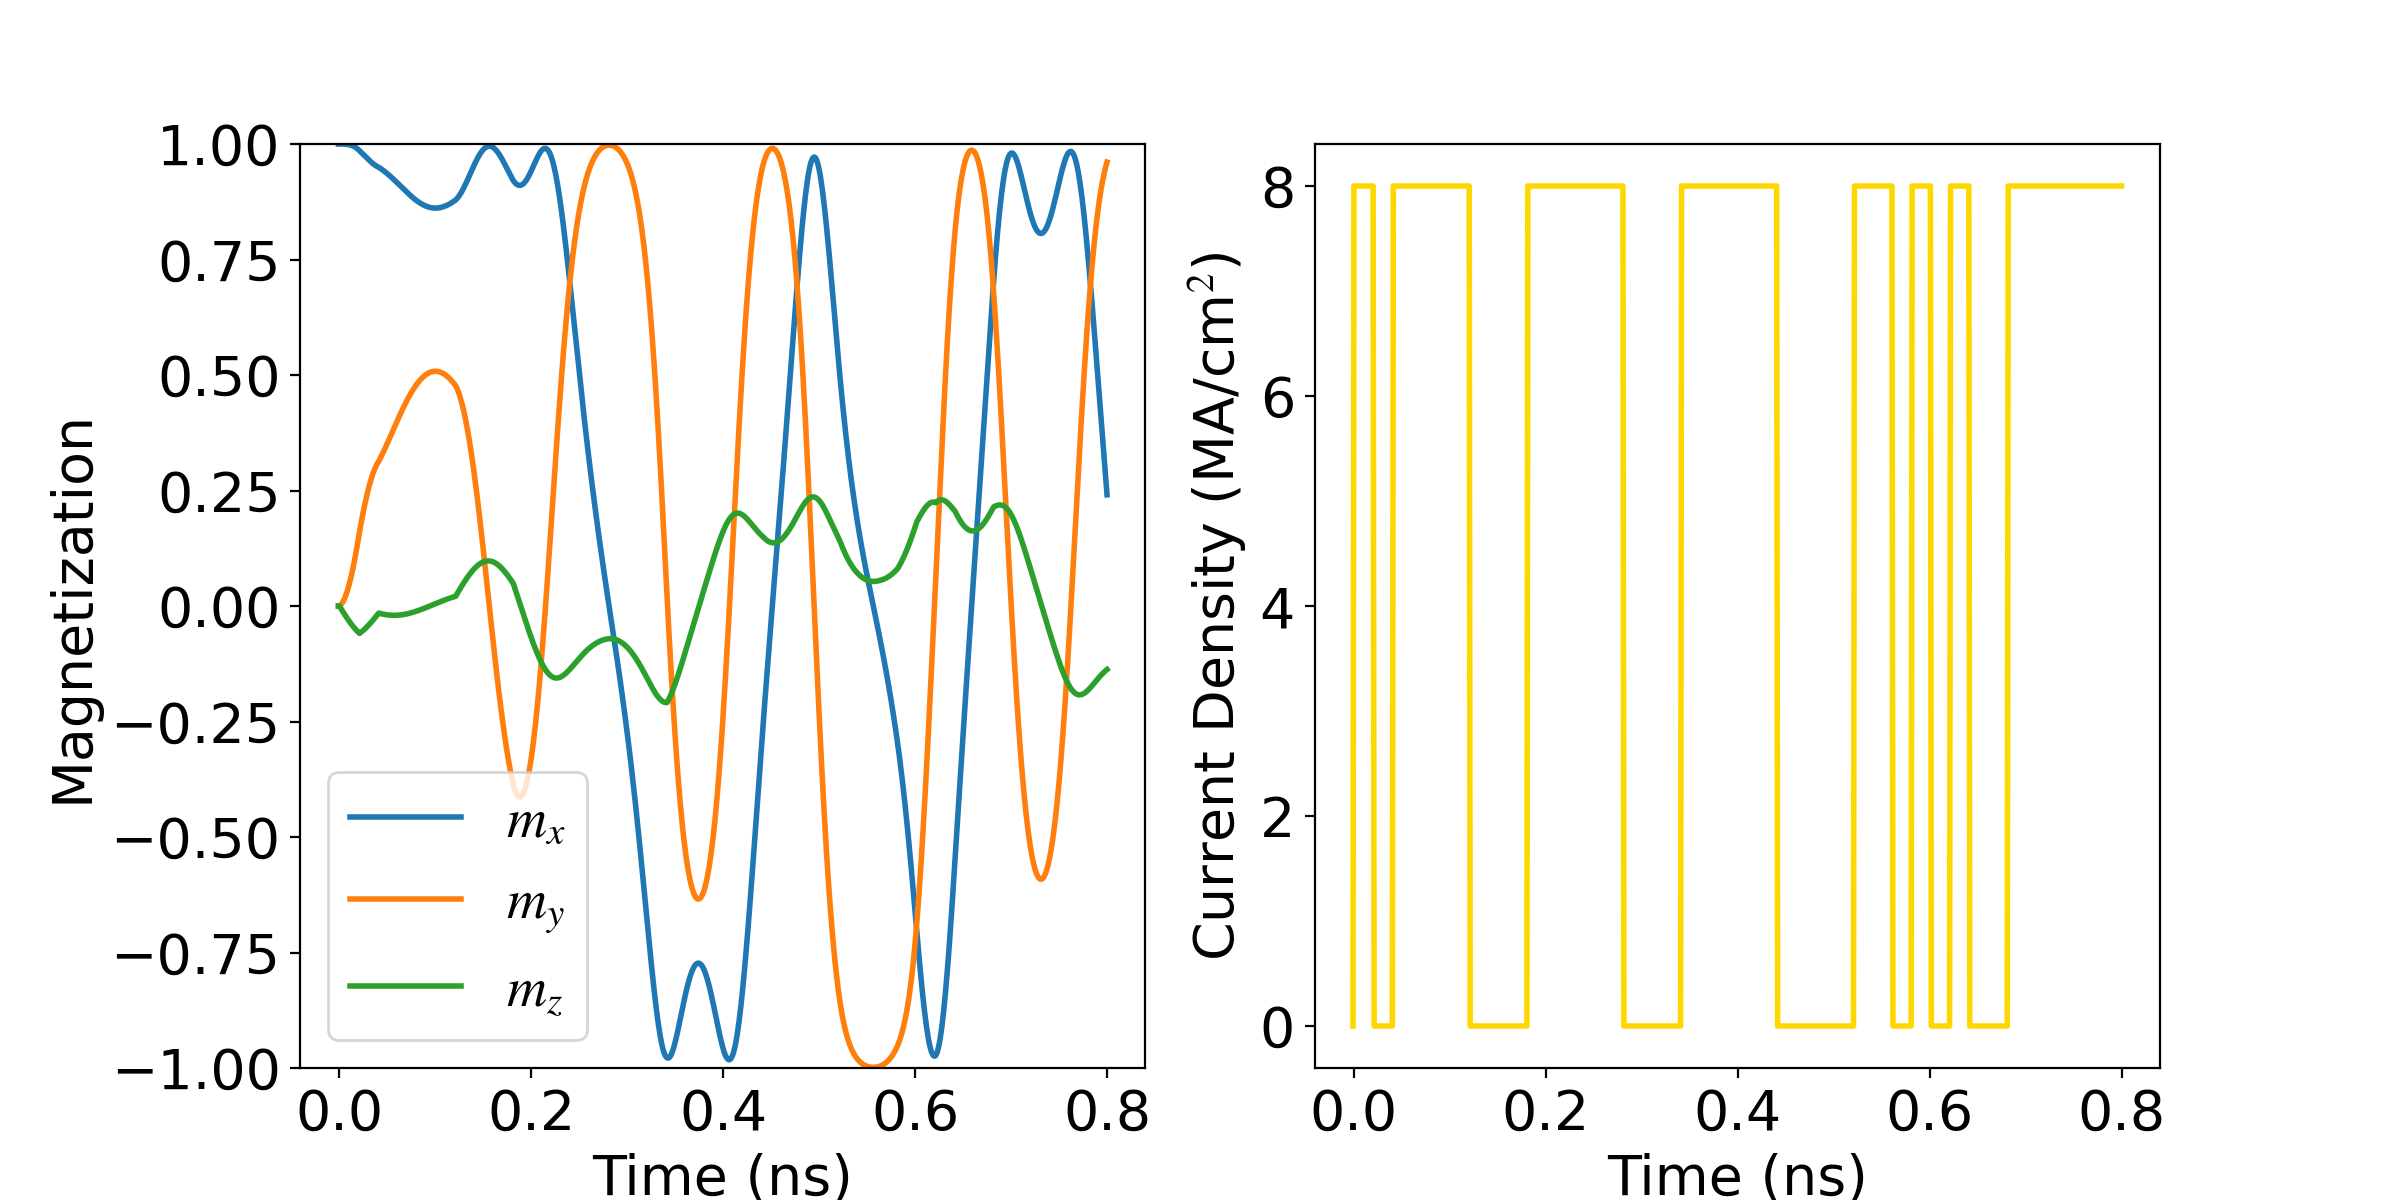 Magnetization
1.00
0.75
0.50
0.25
0.00
−0.25
−0.50
−0.75
−1.00
m_x
m_y
m_z
0.0 0.2 0.4 0.6 0.8
Time (ns)
Current Density (MA/cm²)
8
6
4
2
0
0.0 0.2 0.4 0.6 0.8
Time (ns)